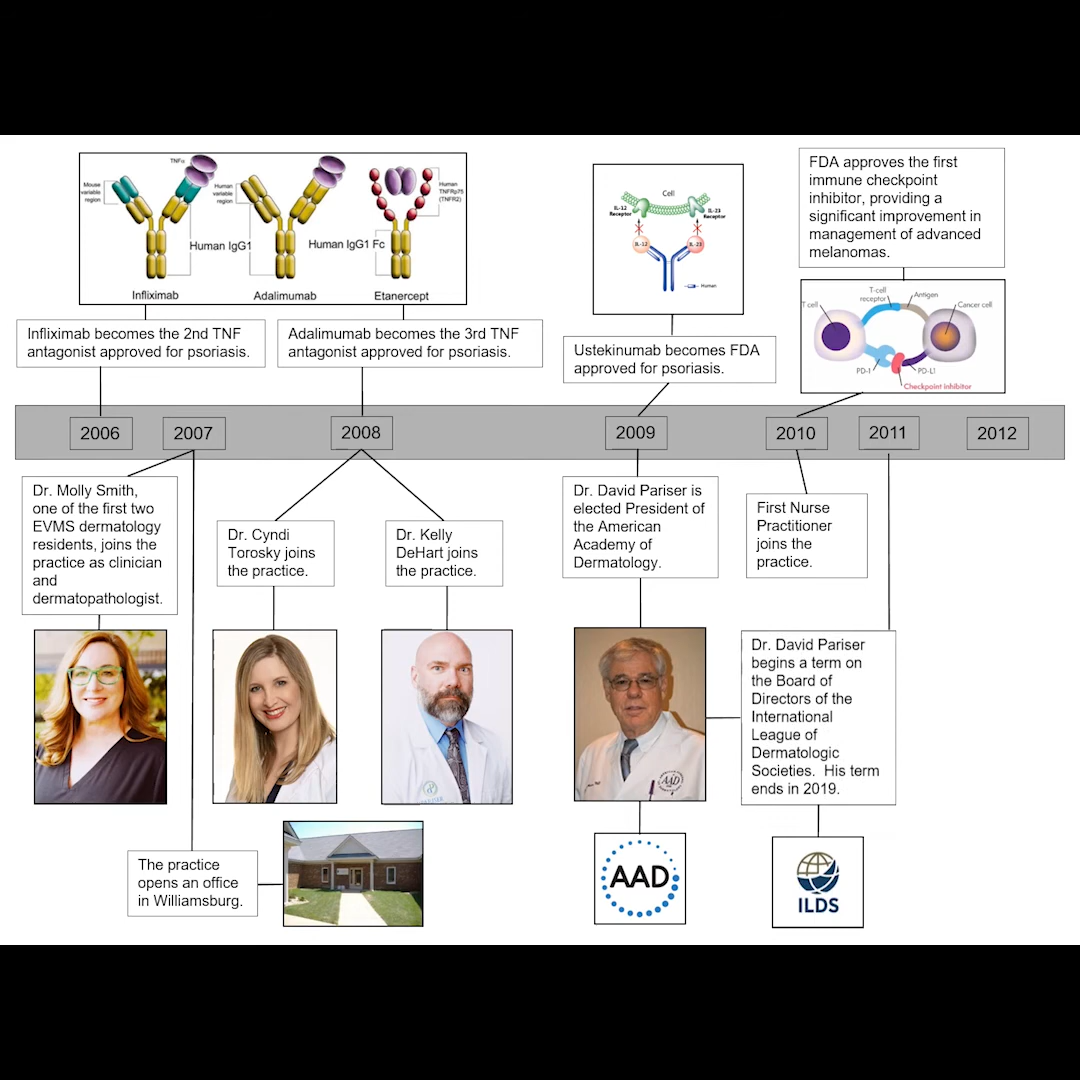 TNFα
Mouse
variable
region
Human
variable
region
Human
TNFRp75
(TNFR2)
Human IgG1
Human IgG1 Fc
Infliximab
Adalimumab
Etanercept
Infliximab becomes the 2nd TNF
antagonist approved for psoriasis.
Adalimumab becomes the 3rd TNF
antagonist approved for psoriasis.
Cell
IL-12
Receptor
IL-23
Receptor
IL-12
IL-23
Human
Ustekinumab becomes FDA
approved for psoriasis.
FDA approves the first
immune checkpoint
inhibitor, providing a
significant improvement in
management of advanced
melanomas.
T cell
T-cell
receptor
Antigen
Cancer cell
PD-1
PD-L1
Checkpoint inhibitor
2006
2007
2008
2009
2010
2011
2012
Dr. Molly Smith,
one of the first two
EVMS dermatology
residents, joins the
practice as clinician
and
dermatopathologist.
Dr. Cyndi
Torosky joins
the practice.
Dr. Kelly
DeHart joins
the practice.
Dr. David Pariser is
elected President of
the American
Academy of
Dermatology.
First Nurse
Practitioner
joins the
practice.
Dr. David Pariser
begins a term on
the Board of
Directors of the
International
League of
Dermatologic
Societies.  His term
ends in 2019.
AAD
The practice
opens an office
in Williamsburg.
AAD
ILDS